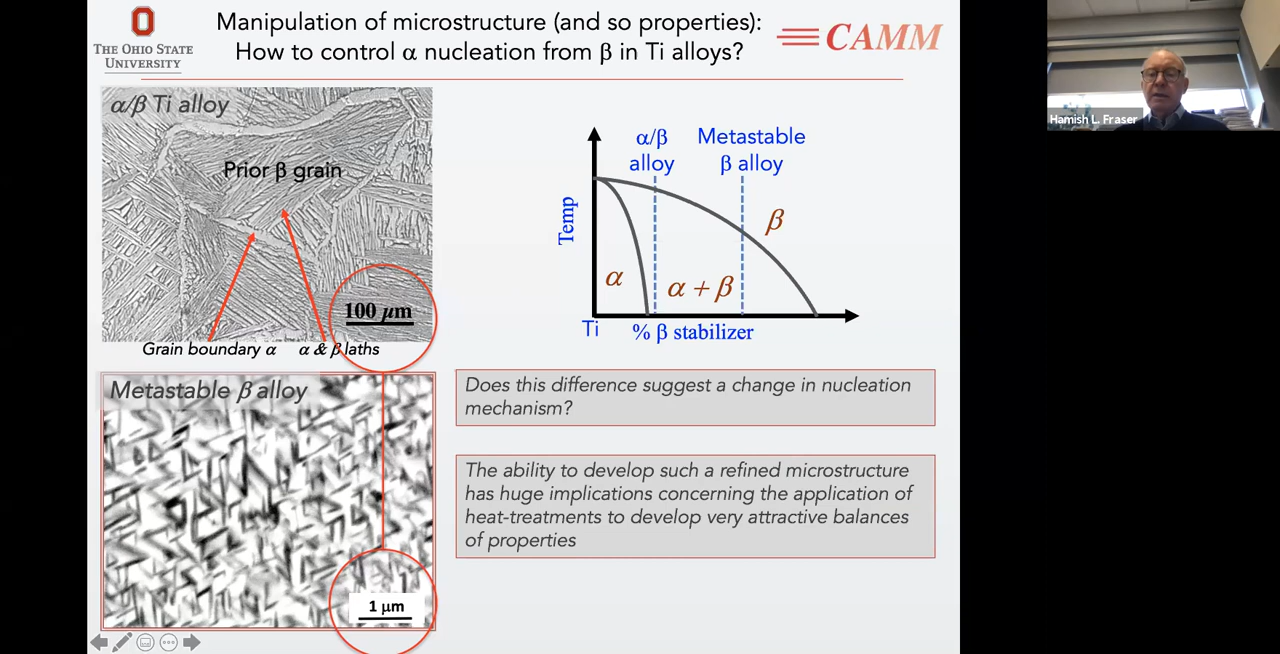 THE OHIO STATE
UNIVERSITY
Manipulation of microstructure (and so properties):
How to control α nucleation from β in Ti alloys?
CAMM
Hamish L. Fraser
α/β Ti alloy
Prior β grain
100 μm
Grain boundary α
α & β laths
Metastable β alloy
1 μm
α/β
alloy
Metastable
β alloy
Temp
α
α + β
β
Ti
% β stabilizer
Does this difference suggest a change in nucleation
mechanism?
The ability to develop such a refined microstructure
has huge implications concerning the application of
heat-treatments to develop very attractive balances
of properties